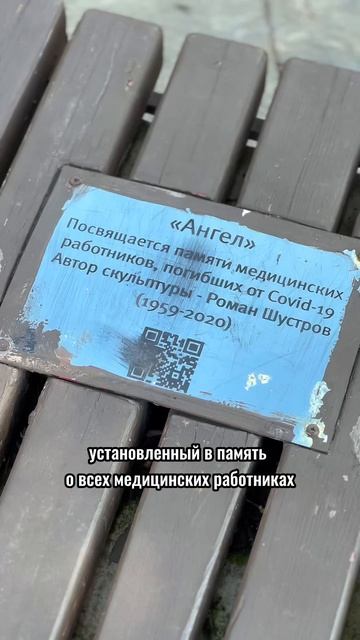 «Ангел»
Посвящается памяти медицинских
работников, погибших от Covid-19
Автор скульптуры - Роман Шустров
(1959-2020)
установленный в память
о всех медицинских работниках